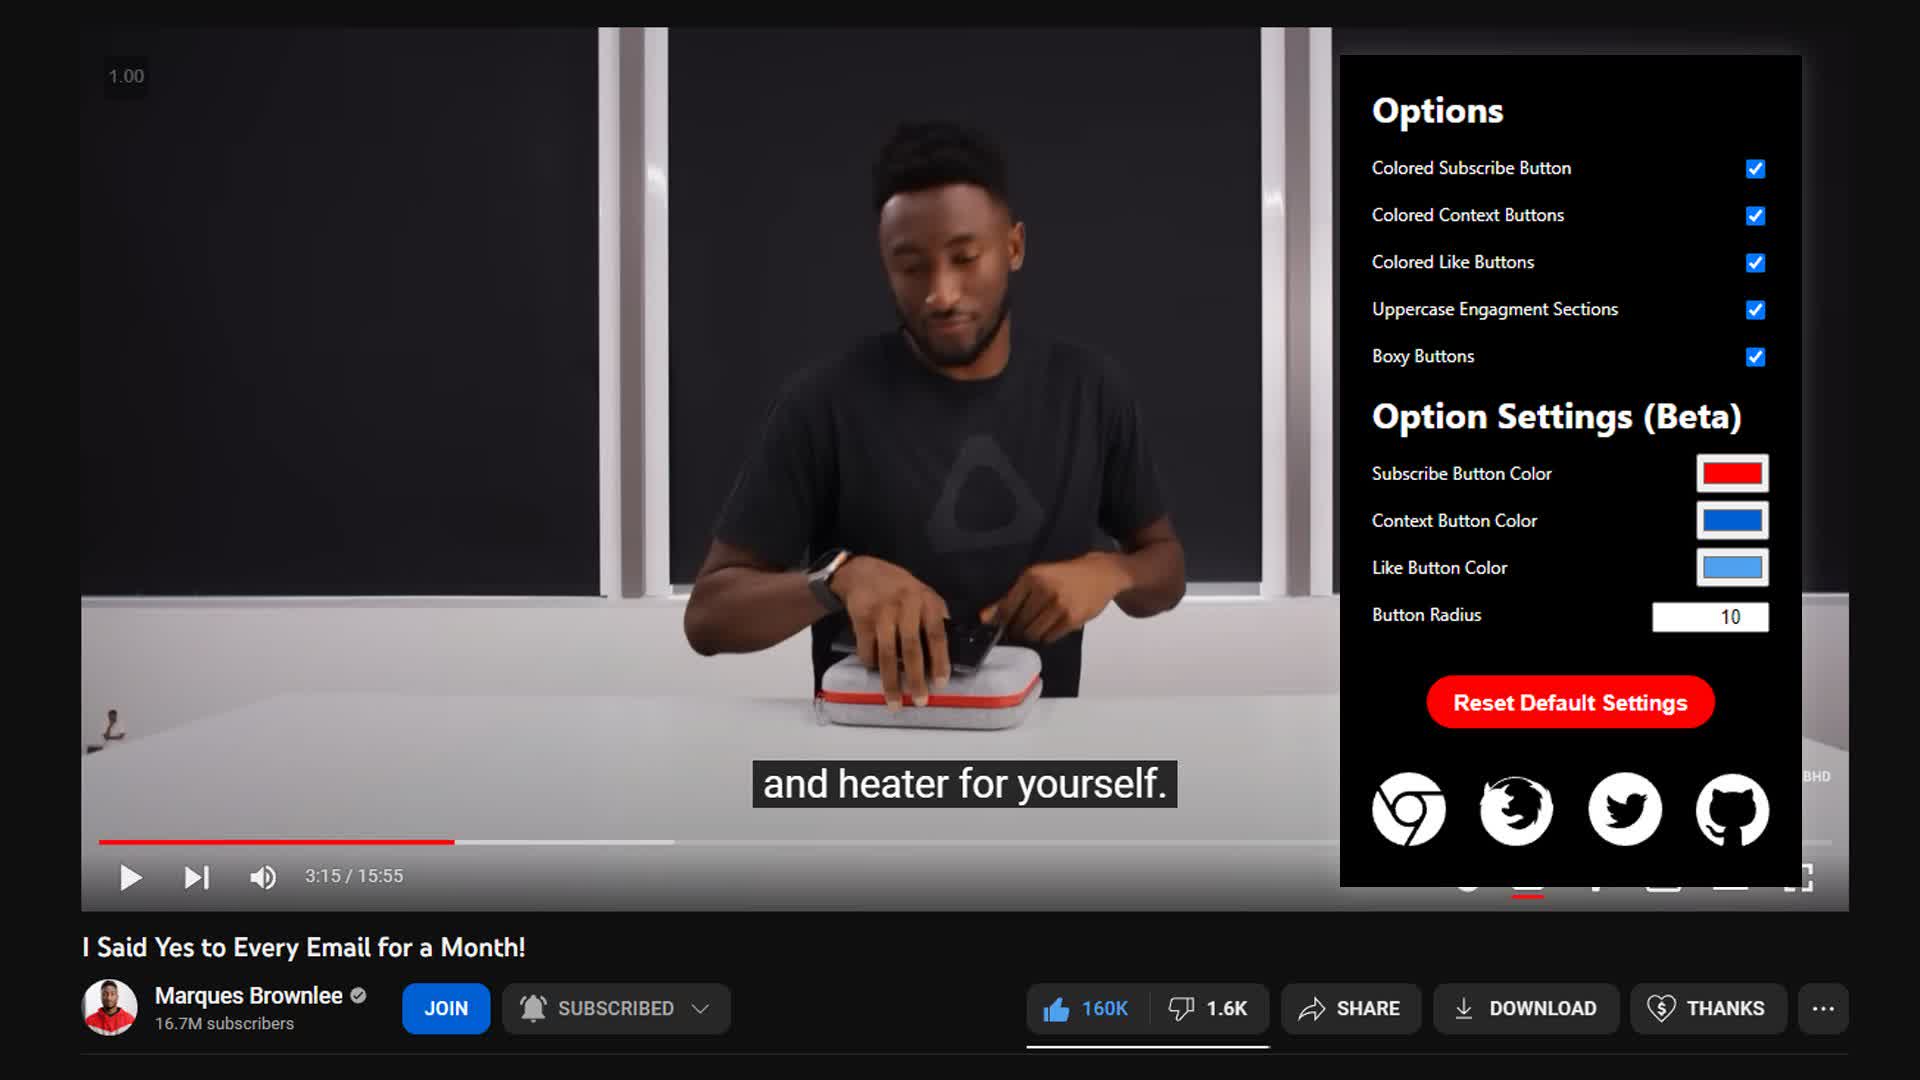 1.00
Options
Colored Subscribe Button
Colored Context Buttons
Colored Like Buttons
Uppercase Engagment Sections
Boxy Buttons
Option Settings (Beta)
Subscribe Button Color
Context Button Color
Like Button Color
Button Radius 10
Reset Default Settings
BHD
and heater for yourself.
3:15 / 15:55
I Said Yes to Every Email for a Month!
Marques Brownlee
16.7M subscribers
JOIN
SUBSCRIBED
160K
1.6K
SHARE
DOWNLOAD
THANKS